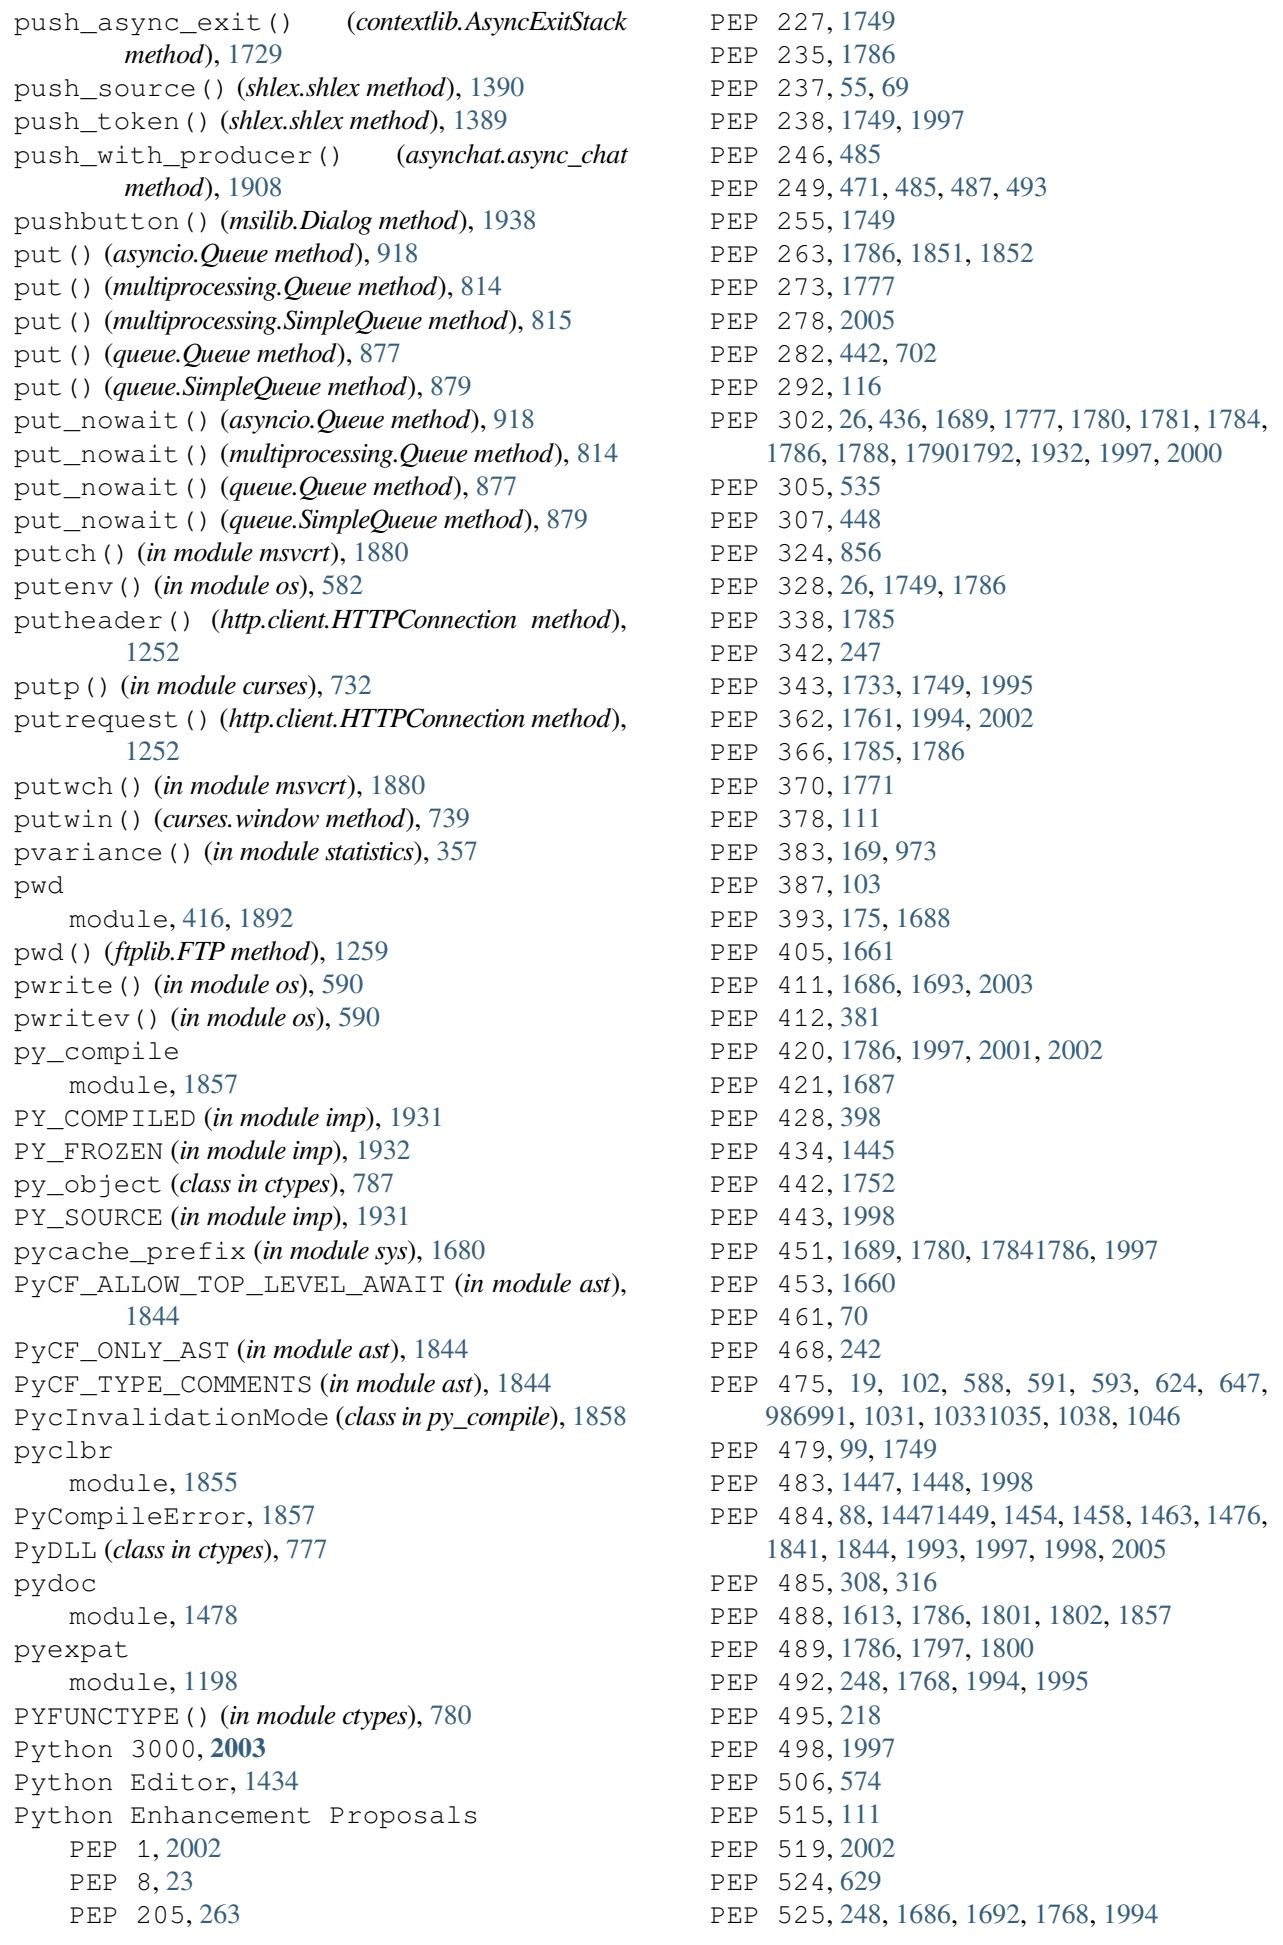 push_async_exit() (contextlib.AsyncExitStack
method), 1729
push_source() (shlex.shlex method), 1390
push_token() (shlex.shlex method), 1389
push_with_producer() (asynchat.async_chat
method), 1908
pushbutton() (msilib.Dialog method), 1938
put() (asyncio.Queue method), 918
put() (multiprocessing.Queue method), 814
put() (multiprocessing.SimpleQueue method), 815
put() (queue.Queue method), 877
put() (queue.SimpleQueue method), 879
put_nowait() (asyncio.Queue method), 918
put_nowait() (multiprocessing.Queue method), 814
put_nowait() (queue.Queue method), 877
put_nowait() (queue.SimpleQueue method), 879
putch() (in module msvcrt), 1880
putenv() (in module os), 582
putheader() (http.client.HTTPConnection method),
1252
putp() (in module curses), 732
putrequest() (http.client.HTTPConnection method),
1252
putwch() (in module msvcrt), 1880
putwin() (curses.window method), 739
pvariance() (in module statistics), 357
pwd
module, 416, 1892
pwd() (ftplib.FTP method), 1259
pwrite() (in module os), 590
pwritev() (in module os), 590
py_compile
module, 1857
PY_COMPILED (in module imp), 1931
PY_FROZEN (in module imp), 1932
py_object (class in ctypes), 787
PY_SOURCE (in module imp), 1931
pycache_prefix (in module sys), 1680
PyCF_ALLOW_TOP_LEVEL_AWAIT (in module ast),
1844
PyCF_ONLY_AST (in module ast), 1844
PyCF_TYPE_COMMENTS (in module ast), 1844
PycInvalidationMode (class in py_compile), 1858
pyclbr
module, 1855
PyCompileError, 1857
PyDLL (class in ctypes), 777
pydoc
module, 1478
pyexpat
module, 1198
PYFUNCTYPE() (in module ctypes), 780
Python 3000, 2003
Python Editor, 1434
Python Enhancement Proposals
PEP 1, 2002
PEP 8, 23
PEP 205, 263
PEP 227, 1749
PEP 235, 1786
PEP 237, 55, 69
PEP 238, 1749, 1997
PEP 246, 485
PEP 249, 471, 485, 487, 493
PEP 255, 1749
PEP 263, 1786, 1851, 1852
PEP 273, 1777
PEP 278, 2005
PEP 282, 442, 702
PEP 292, 116
PEP 302, 26, 436, 1689, 1777, 1780, 1781, 1784,
1786, 1788, 17901792, 1932, 1997, 2000
PEP 305, 535
PEP 307, 448
PEP 324, 856
PEP 328, 26, 1749, 1786
PEP 338, 1785
PEP 342, 247
PEP 343, 1733, 1749, 1995
PEP 362, 1761, 1994, 2002
PEP 366, 1785, 1786
PEP 370, 1771
PEP 378, 111
PEP 383, 169, 973
PEP 387, 103
PEP 393, 175, 1688
PEP 405, 1661
PEP 411, 1686, 1693, 2003
PEP 412, 381
PEP 420, 1786, 1997, 2001, 2002
PEP 421, 1687
PEP 428, 398
PEP 434, 1445
PEP 442, 1752
PEP 443, 1998
PEP 451, 1689, 1780, 17841786, 1997
PEP 453, 1660
PEP 461, 70
PEP 468, 242
PEP 475, 19, 102, 588, 591, 593, 624, 647,
986991, 1031, 10331035, 1038, 1046
PEP 479, 99, 1749
PEP 483, 1447, 1448, 1998
PEP 484, 88, 14471449, 1454, 1458, 1463, 1476,
1841, 1844, 1993, 1997, 1998, 2005
PEP 485, 308, 316
PEP 488, 1613, 1786, 1801, 1802, 1857
PEP 489, 1786, 1797, 1800
PEP 492, 248, 1768, 1994, 1995
PEP 495, 218
PEP 498, 1997
PEP 506, 574
PEP 515, 111
PEP 519, 2002
PEP 524, 629
PEP 525, 248, 1686, 1692, 1768, 1994